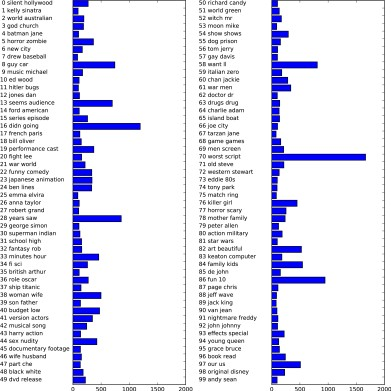 0 silent hollywood
1 kelly sinatra
2 world australian
3 god church
4 batman jane
5 horror zombie
6 new city
7 drew baseball
8 guy car
9 music michael
10 ed wood
11 hitler bugs
12 jones dan
13 seems audience
14 ford american
15 series episode
16 didn going
17 french paris
18 bill oliver
19 performance cast
20 fight lee
21 war world
22 funny comedy
23 japanese animation
24 ben lines
25 emma elvira
26 anna taylor
27 robert grand
28 years saw
29 george simon
30 superman indian
31 school high
32 fantasy rob
33 minutes hour
34 fi sci
35 british arthur
36 role oscar
37 ship titanic
38 woman wife
39 son father
40 budget low
41 version actors
42 musical song
43 harry action
44 sex nudity
45 documentary footage
46 wife husband
47 part che
48 black white
49 dvd release
0 500 1000 1500 2000
50 richard candy
51 world green
52 witch mr
53 moon mike
54 show shows
55 dog prison
56 tom jerry
57 gay davis
58 want ll
59 italian zero
60 chan jackie
61 war men
62 doctor dr
63 drugs drug
64 charlie adam
65 island boat
66 joe city
67 tarzan jane
68 game games
69 men screen
70 worst script
71 old steve
72 western stewart
73 eddie 80s
74 tony park
75 match ring
76 killer girl
77 horror scary
78 mother family
79 peter allen
80 action military
81 star wars
82 art beautiful
83 keaton computer
84 family kids
85 de john
86 fun 10
87 page chris
88 jeff wave
89 jack king
90 van jean
91 nightmare freddy
92 john johnny
93 effects special
94 young queen
95 grace bruce
96 book read
97 our us
98 original disney
99 andy sean
0 500 1000 1500 2000